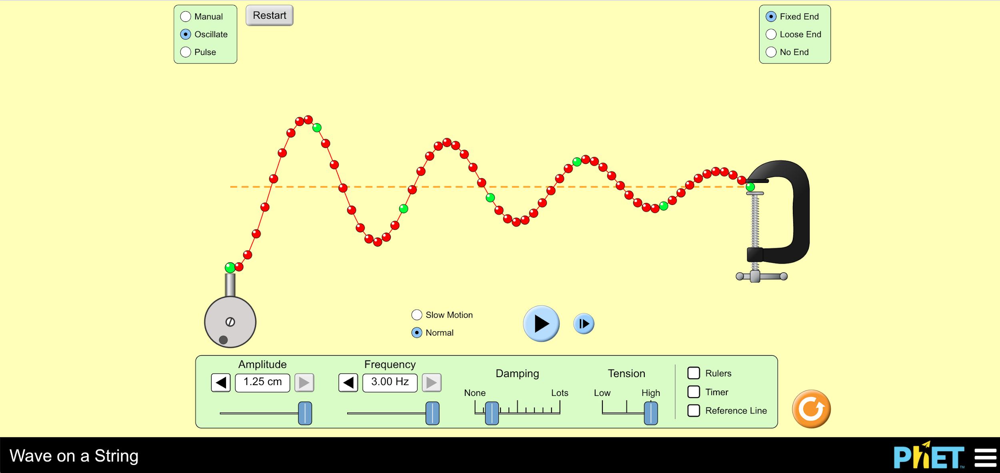 Manual
Oscillate
Pulse
Restart
Fixed End
Loose End
No End
Slow Motion
Normal
Amplitude
1.25 cm
Frequency
3.00 Hz
Damping
None
Lots
Tension
Low
High
Rulers
Timer
Reference Line
Wave on a String
PhET
TM